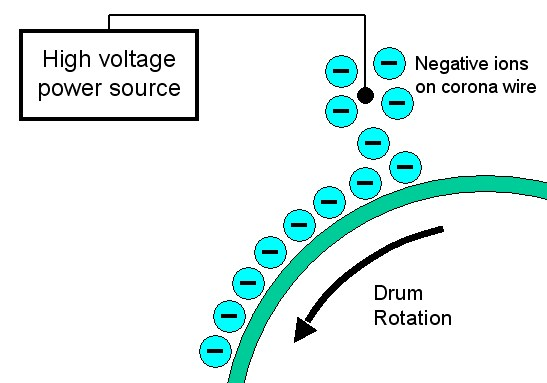 High voltage
power source
Negative ions
on corona wire
Drum
Rotation